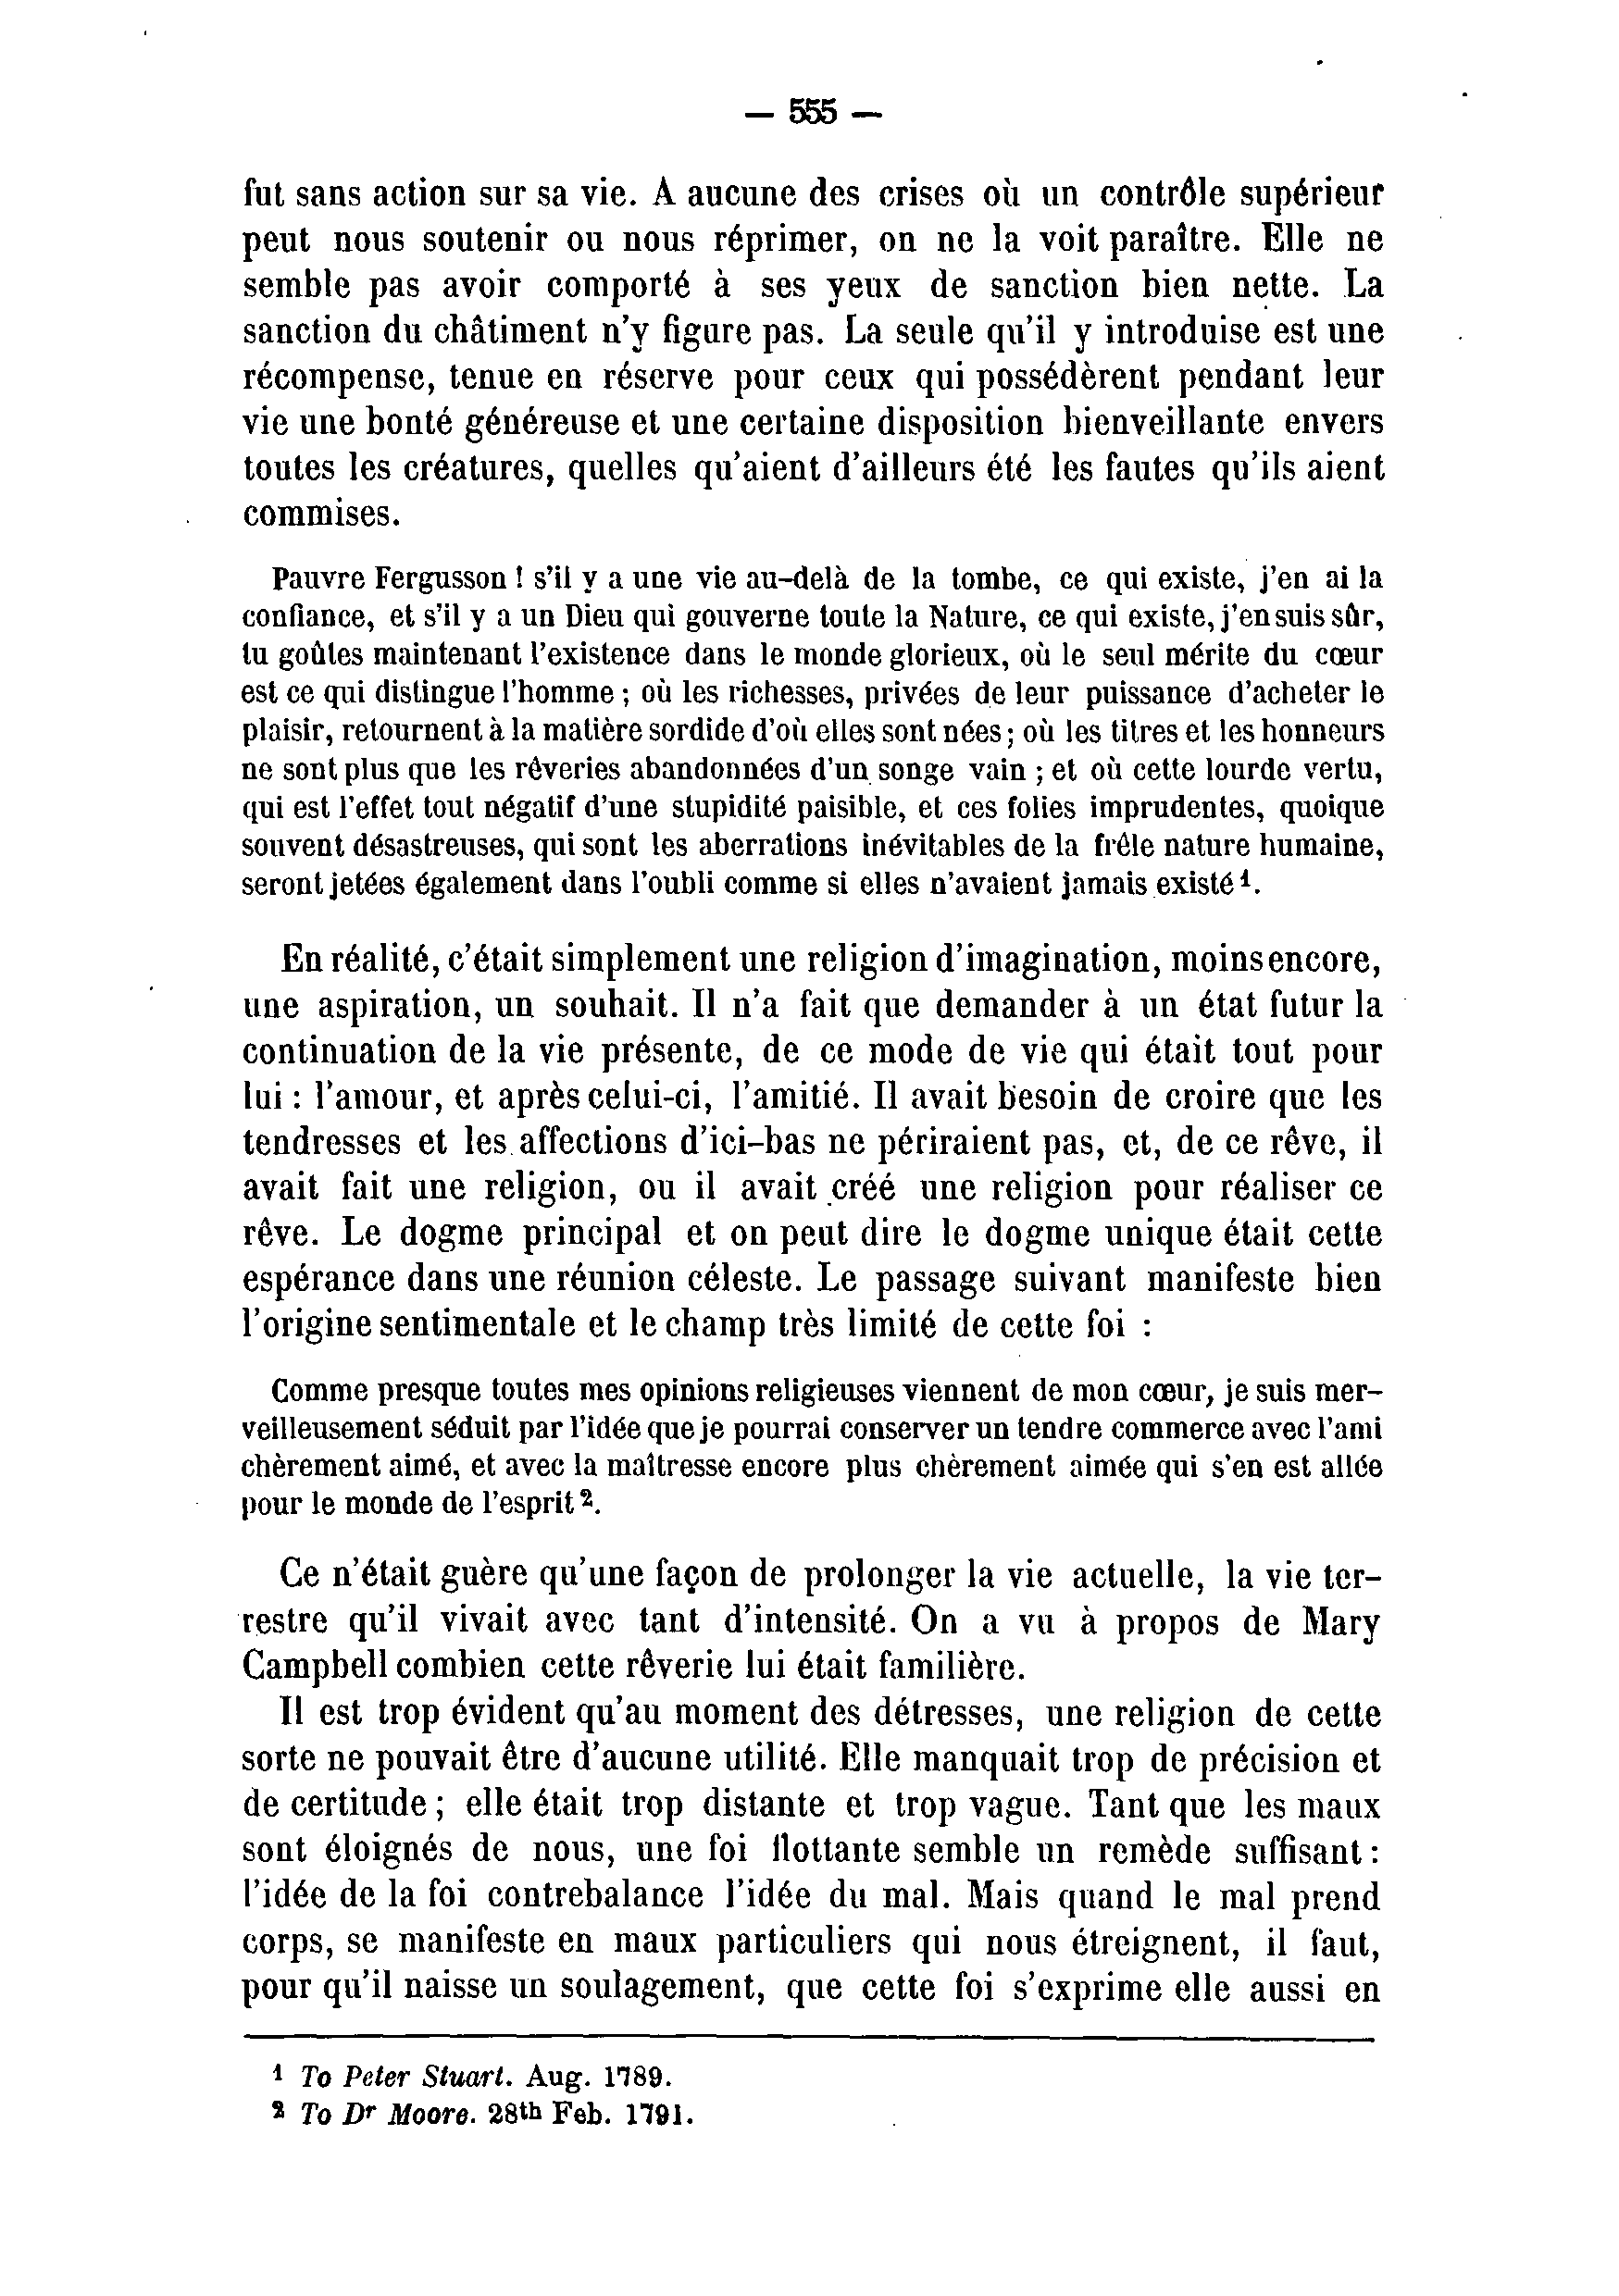 — 555 —
fut sans action sur sa vie. A aucune des crises où un contrôle supérieur
peut nous soutenir ou nous réprimer, on ne la voit paraître. Elle ne
semble pas avoir comporté à ses yeux de sanction bien nette. La
sanction du châtiment n'y figure pas. La seule qu'il y introduise est une
récompense, tenue en réserve pour ceux qui possédèrent pendant leur
vie une bonté généreuse et une certaine disposition bienveillante envers
toutes les créatures, quelles qu'aient d'ailleurs été les fautes qu'ils aient
commises.
Pauvre Fergusson ! s'il y a une vie au-delà de la tombe, ce qui existe, j'en ai la
confiance, et s'il y a un Dieu qui gouverne toute la Nature, ce qui existe, j'en suis sûr,
tu goûtes maintenant l'existence dans le monde glorieux, où le seul mérite du cœur
est ce qui distingue l'homme ; où les richesses, privées de leur puissance d'acheter le
plaisir, retournent à la matière sordide d'où elles sont nées ; où les titres et les honneurs
ne sont plus que les rêveries abandonnées d'un songe vain ; et où cette lourde vertu,
qui est l'effet tout négatif d'une stupidité paisible, et ces folies imprudentes, quoique
souvent désastreuses, qui sont les aberrations inévitables de la frêle nature humaine,
seront jetées également dans l'oubli comme si elles n'avaient jamais existé ¹.
En réalité, c'était simplement une religion d'imagination, moins encore,
une aspiration, un souhait. Il n'a fait que demander à un état futur la
continuation de la vie présente, de ce mode de vie qui était tout pour
lui : l'amour, et après celui-ci, l'amitié. Il avait besoin de croire que les
tendresses et les affections d'ici-bas ne périraient pas, et, de ce rêve, il
avait fait une religion, ou il avait créé une religion pour réaliser ce
rêve. Le dogme principal et on peut dire le dogme unique était cette
espérance dans une réunion céleste. Le passage suivant manifeste bien
l'origine sentimentale et le champ très limité de cette foi :
Comme presque toutes mes opinions religieuses viennent de mon cœur, je suis mer-
veilleusement séduit par l'idée que je pourrai conserver un tendre commerce avec l'ami
chèrement aimé, et avec la maîtresse encore plus chèrement aimée qui s'en est allée
pour le monde de l'esprit ².
Ce n'était guère qu'une façon de prolonger la vie actuelle, la vie ter-
restre qu'il vivait avec tant d'intensité. On a vu à propos de Mary
Campbell combien cette rêverie lui était familière.
Il est trop évident qu'au moment des détresses, une religion de cette
sorte ne pouvait être d'aucune utilité. Elle manquait trop de précision et
de certitude ; elle était trop distante et trop vague. Tant que les maux
sont éloignés de nous, une foi flottante semble un remède suffisant :
l'idée de la foi contrebalance l'idée du mal. Mais quand le mal prend
corps, se manifeste en maux particuliers qui nous étreignent, il faut,
pour qu'il naisse un soulagement, que cette foi s'exprime elle aussi en
¹ To Peter Stuart. Aug. 1789.
² To Dʳ Moore. 28ᵗʰ Feb. 1791.